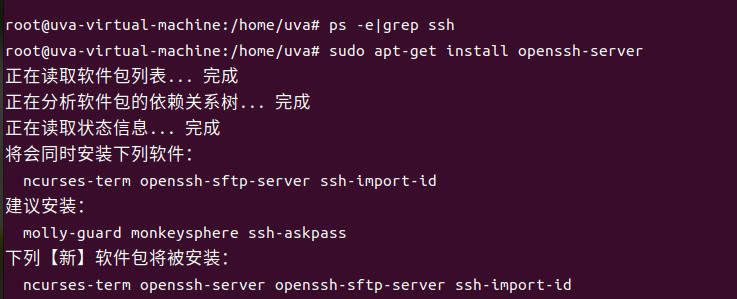 root@uva-virtual-machine:/home/uva# ps -e|grep ssh
root@uva-virtual-machine:/home/uva# sudo apt-get install openssh-server
正在读取软件包列表... 完成
正在分析软件包的依赖关系树... 完成
正在读取状态信息... 完成
将会同时安装下列软件：
  ncurses-term openssh-sftp-server ssh-import-id
建议安装：
  molly-guard monkeysphere ssh-askpass
下列【新】软件包将被安装：
  ncurses-term openssh-server openssh-sftp-server ssh-import-id